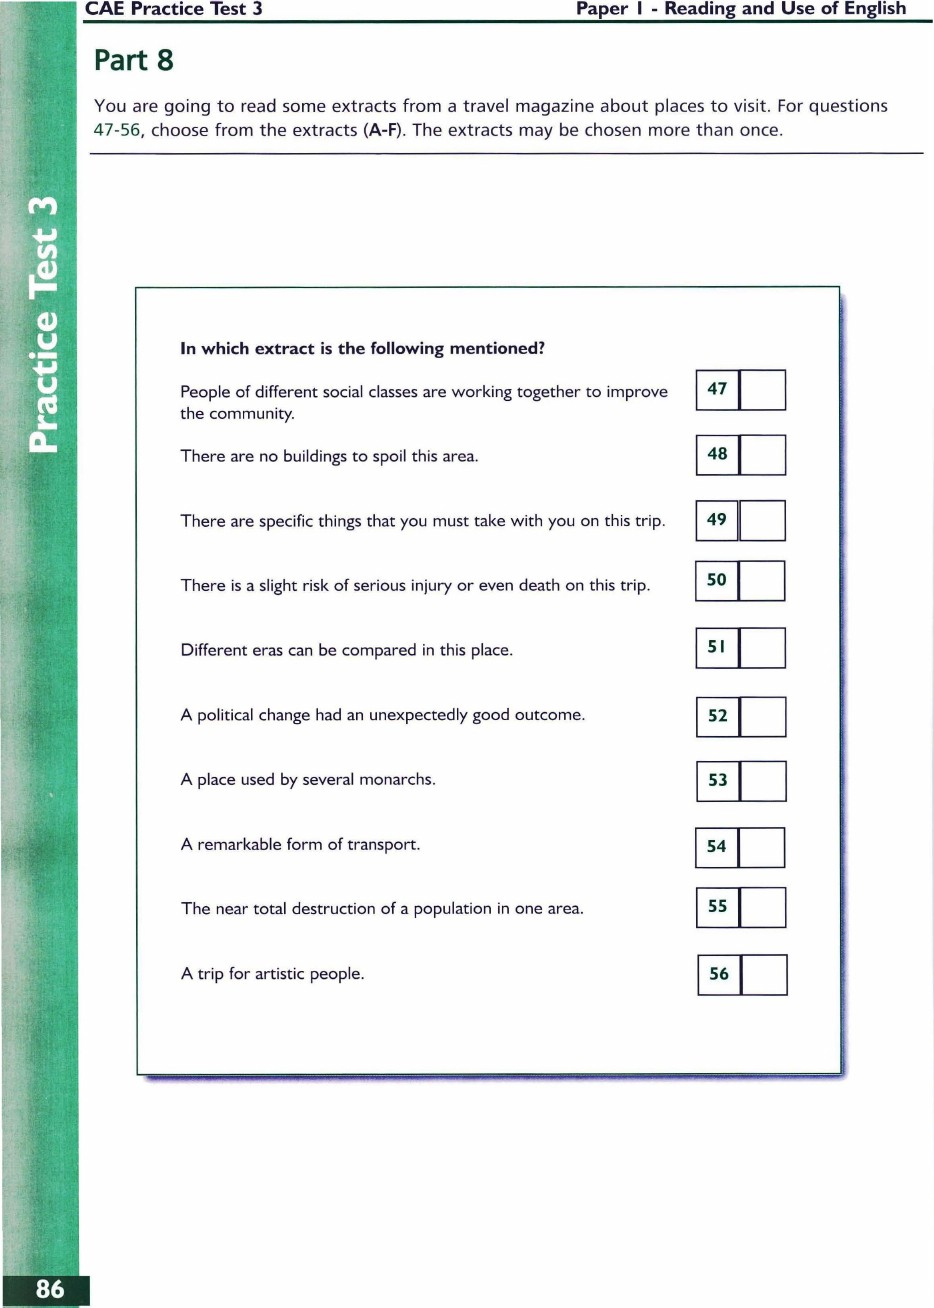 CAE Practice Test 3
Paper 1 - Reading and Use of English
Part 8
You are going to read some extracts from a travel magazine about places to visit. For questions
47-56, choose from the extracts (A-F). The extracts may be chosen more than once.
Practice Test 3
In which extract is the following mentioned?
People of different social classes are working together to improve
the community.
47
There are no buildings to spoil this area.
48
There are specific things that you must take with you on this trip.
49
There is a slight risk of serious injury or even death on this trip.
50
Different eras can be compared in this place.
51
A political change had an unexpectedly good outcome.
52
A place used by several monarchs.
53
A remarkable form of transport.
54
The near total destruction of a population in one area.
55
A trip for artistic people.
56
86